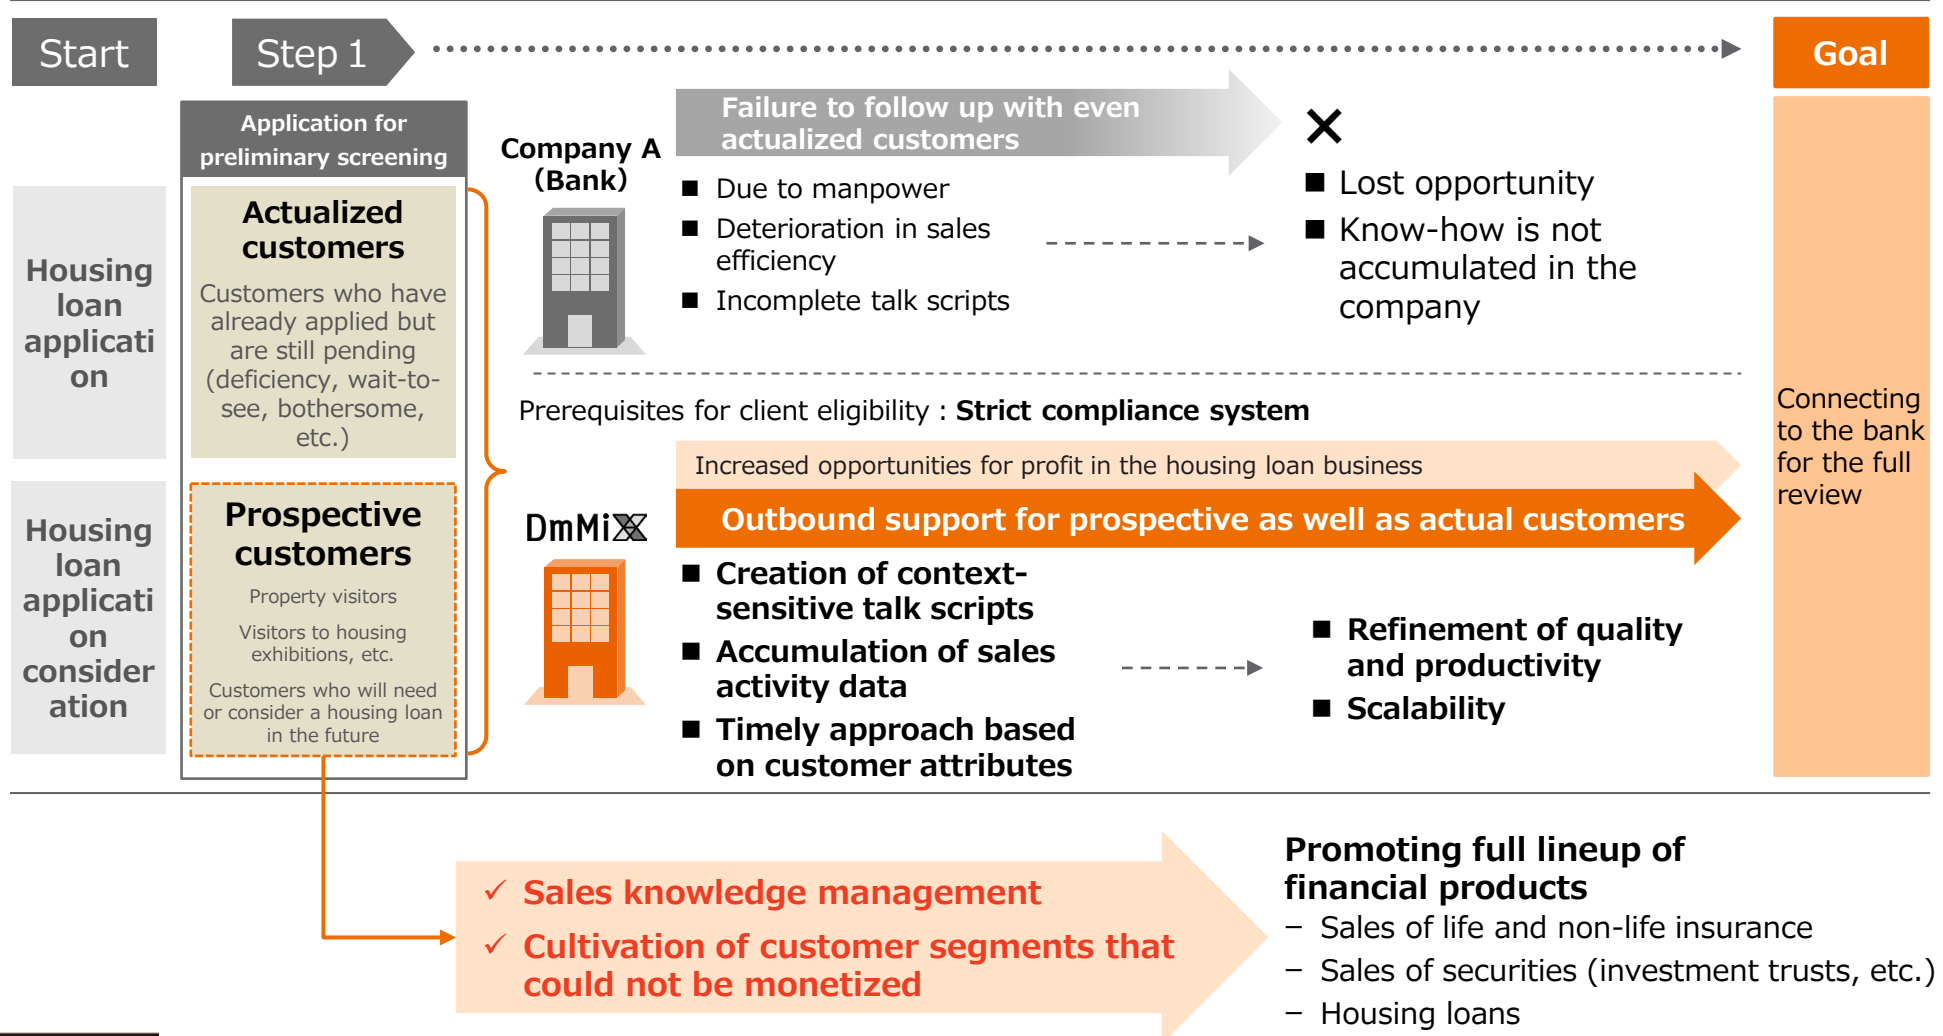 Start
Step 1
Goal
Application for
preliminary screening
Housing
loan
applicati
on
Actualized
customers
Customers who have
already applied but
are still pending
(deficiency, wait-to-
see, bothersome,
etc.)
Housing
loan
applicati
on
consider
ation
Prospective
customers
Property visitors
Visitors to housing
exhibitions, etc.
Customers who will need
or consider a housing loan
in the future
Company A
（Bank）
Failure to follow up with even
actualized customers
■ Due to manpower
■ Deterioration in sales
efficiency
■ Incomplete talk scripts
×
■ Lost opportunity
■ Know-how is not
accumulated in the
company
Prerequisites for client eligibility : Strict compliance system
Increased opportunities for profit in the housing loan business
DmMiX
Outbound support for prospective as well as actual customers
■ Creation of context-
sensitive talk scripts
■ Accumulation of sales
activity data
■ Timely approach based
on customer attributes
■ Refinement of quality
and productivity
■ Scalability
Connecting
to the bank
for the full
review
✓ Sales knowledge management
✓ Cultivation of customer segments that
could not be monetized
Promoting full lineup of
financial products
– Sales of life and non-life insurance
– Sales of securities (investment trusts, etc.)
– Housing loans